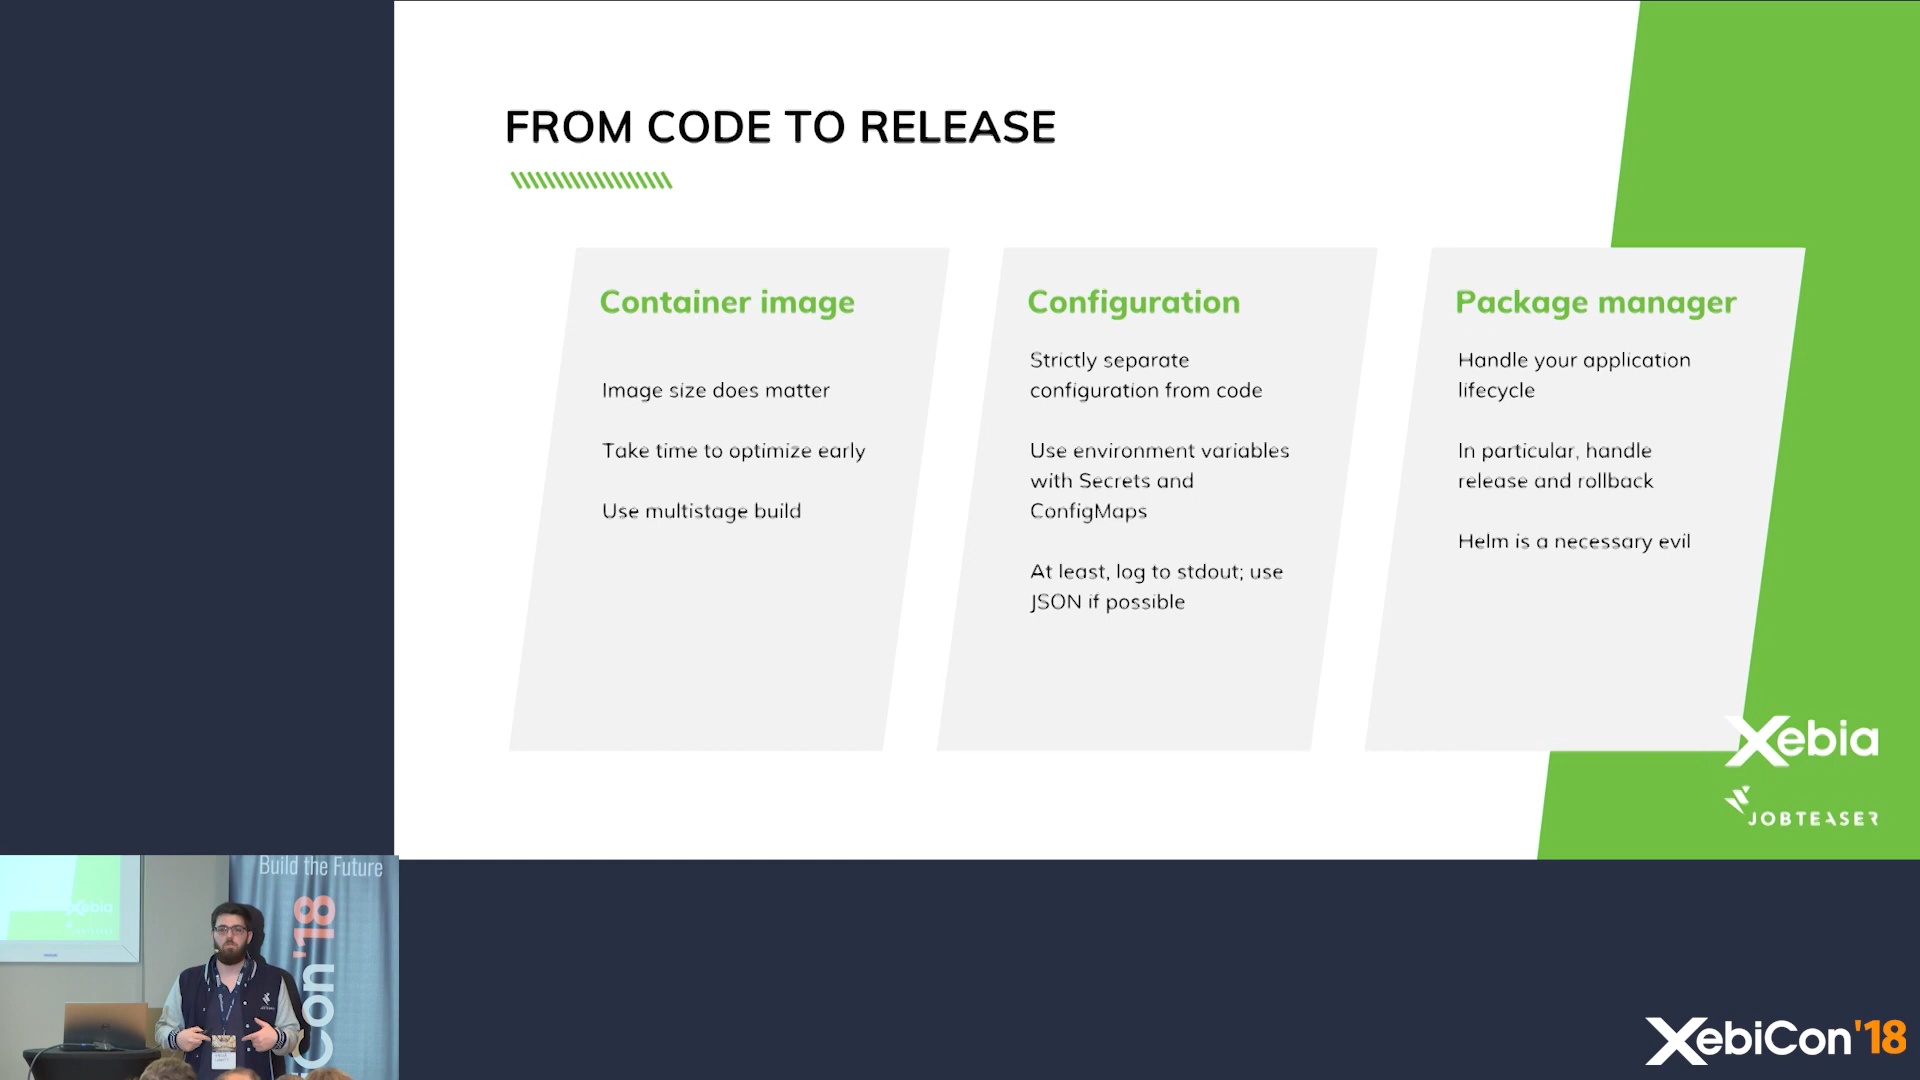 FROM CODE TO RELEASE
Container image
Image size does matter
Take time to optimize early
Use multistage build
Configuration
Strictly separate
configuration from code
Use environment variables
with Secrets and
ConfigMaps
At least, log to stdout; use
JSON if possible
Package manager
Handle your application
lifecycle
In particular, handle
release and rollback
Helm is a necessary evil
Xebia
JOBTEASER
Build the Future
Con '18
Xebia
XebiCon'18